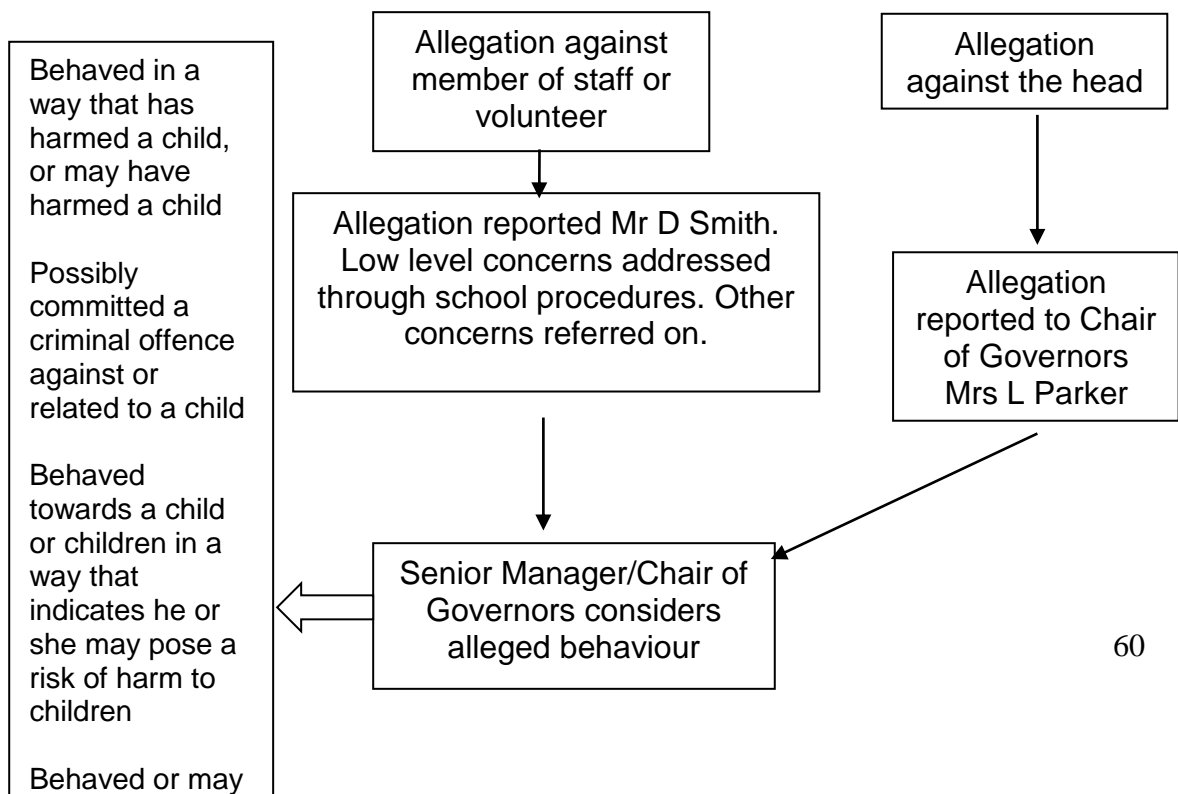 Behaved in a
way that has
harmed a child,
or may have
harmed a child
Possibly
committed a
criminal offence
against or
related to a child
Behaved
towards a child
or children in a
way that
indicates he or
she may pose a
risk of harm to
children
Behaved or may
Allegation against
member of staff or
volunteer
Allegation
against the head
Allegation reported Mr D Smith.
Low level concerns addressed
through school procedures. Other
concerns referred on.
Allegation
reported to Chair
of Governors
Mrs L Parker
Senior Manager/Chair of
Governors considers
alleged behaviour
60